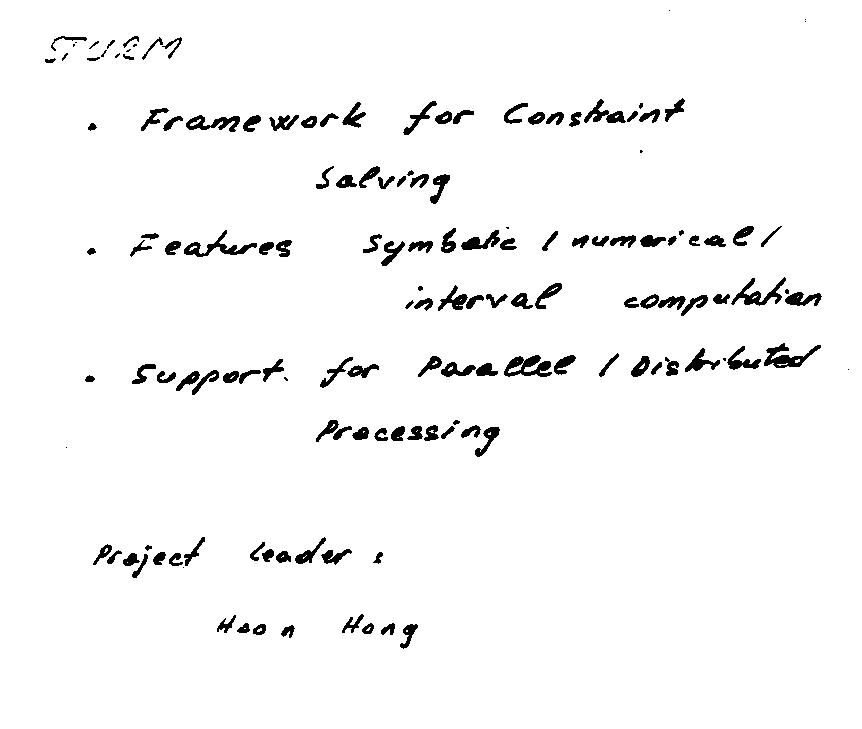 STURM
. Framework for Constraint
Solving
. Features Symbolic / numerical /
interval computation
. Support for Parallel / Distributed
Processing
Project Leader :
Hoon Hong